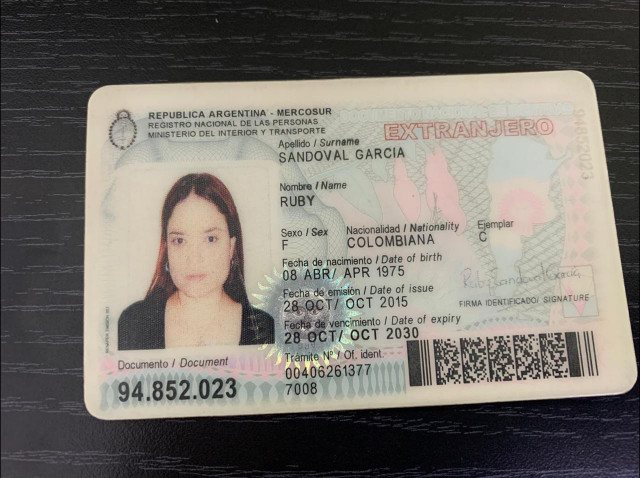 REPUBLICA ARGENTINA - MERCOSUR
REGISTRO NACIONAL DE LAS PERSONAS
MINISTERIO DEL INTERIOR Y TRANSPORTE
EXTRANJERO
Apellido / Surname
SANDOVAL GARCIA
Nombre / Name
RUBY
Sexo / Sex Nacionalidad / Nationality Ejemplar
F COLOMBIANA C
Fecha de nacimiento / Date of birth
08 ABR/ APR 1975
Fecha de emisión / Date of issue
28 OCT/ OCT 2015
FIRMA IDENTIFICADO/ SIGNATURE
Fecha de vencimiento / Date of expiry
28 OCT/ OCT 2030
Trámite Nº / Of. ident.
00406261377
7008
Documento / Document
94.852.023